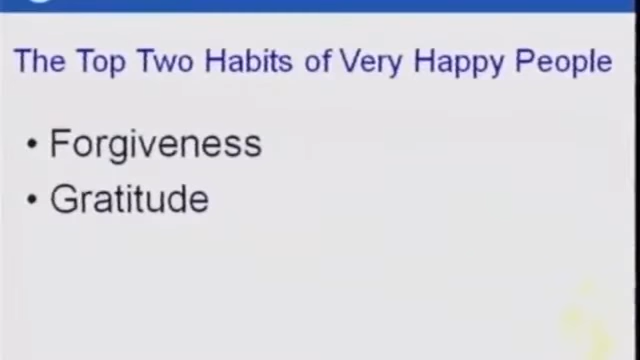 The Top Two Habits of Very Happy People
• Forgiveness
• Gratitude